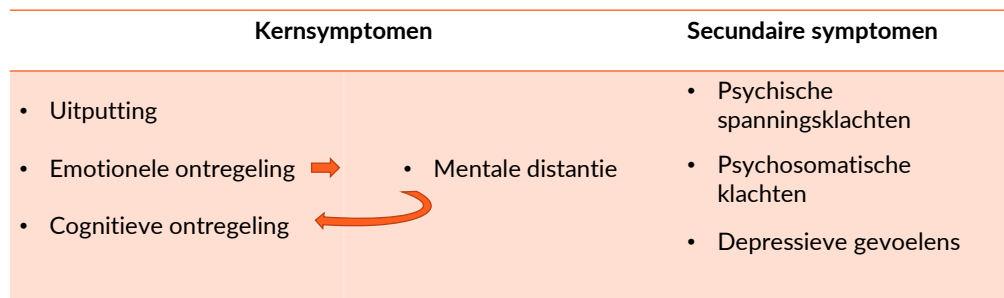 Kernsymptomen
Secundaire symptomen
• Uitputting
• Emotionele ontregeling
• Cognitieve ontregeling
• Mentale distantie
• Psychische
spanningsklachten
• Psychosomatische
klachten
• Depressieve gevoelens